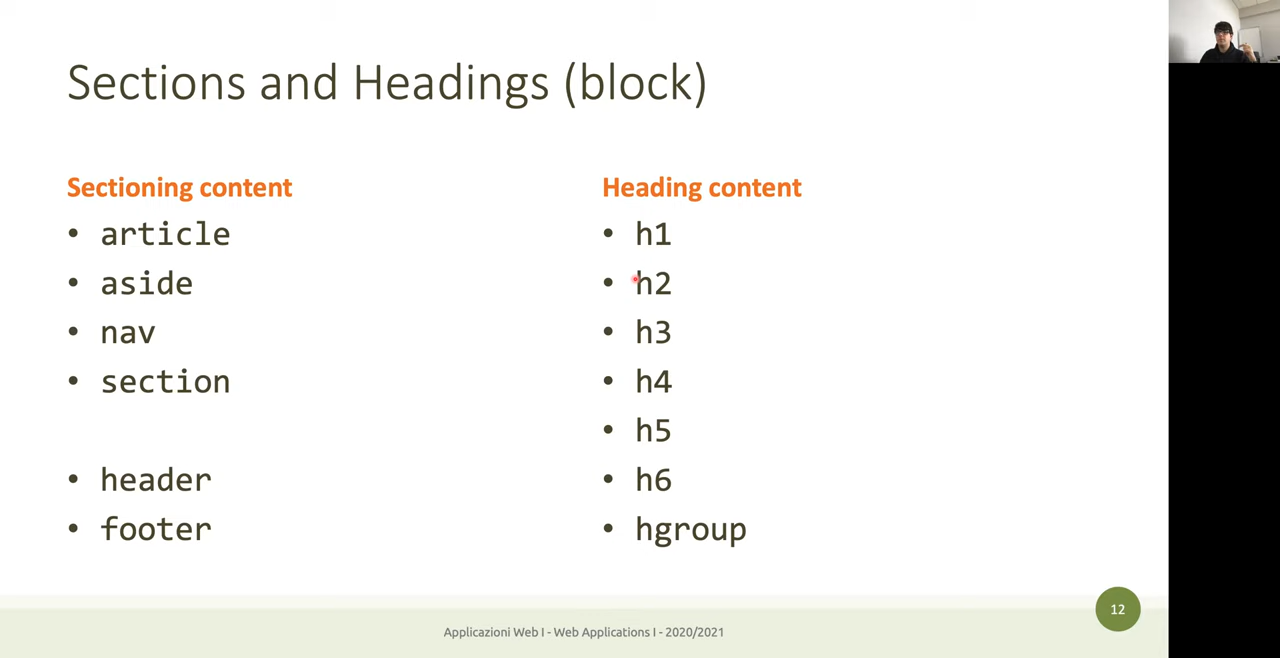 Sections and Headings (block)
Sectioning content
• article
• aside
• nav
• section
• header
• footer
Heading content
• h1
• h2
• h3
• h4
• h5
• h6
• hgroup
12
Applicazioni Web I - Web Applications I - 2020/2021